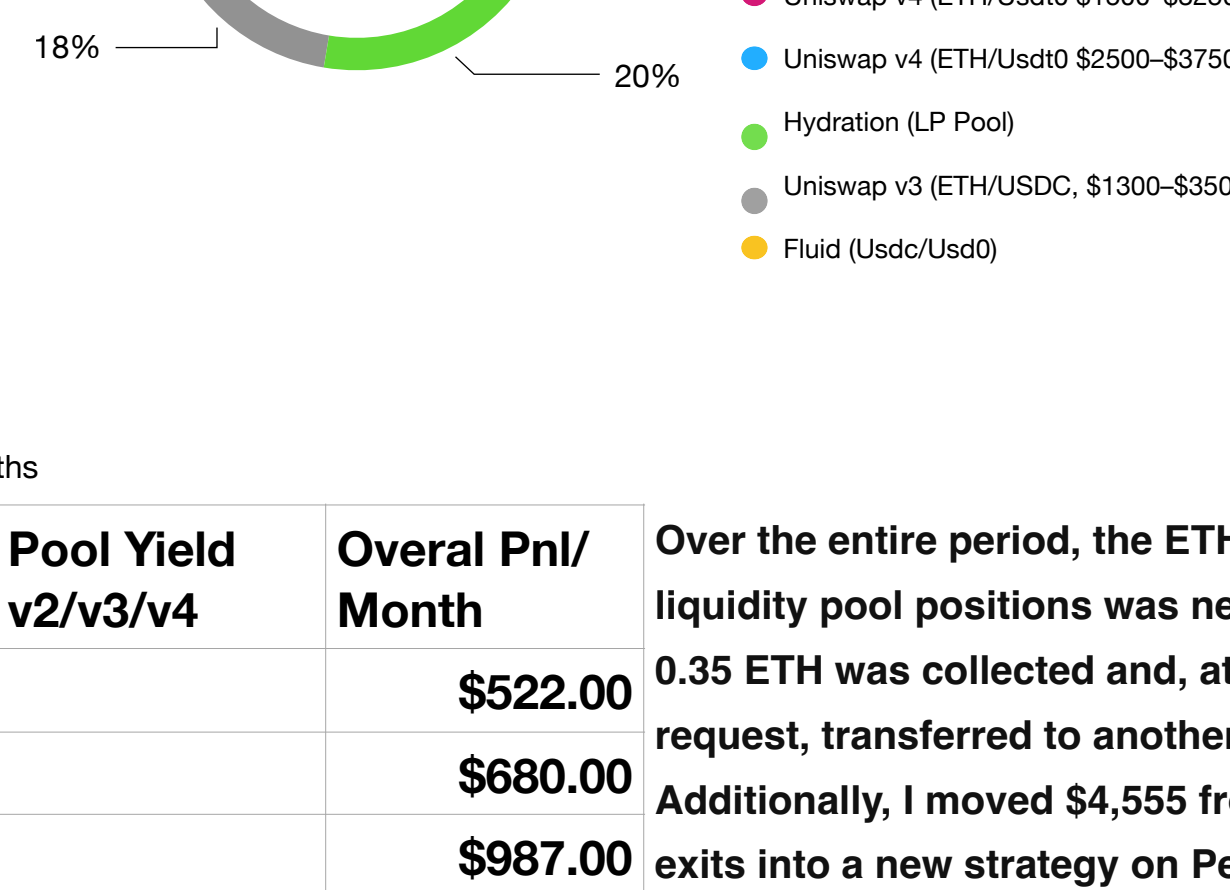 18%
20%
Uniswap v4 (ETH/Usdt0 $2500–$3750
Hydration (LP Pool)
Uniswap v3 (ETH/USDC, $1300–$350
Fluid (Usdc/Usd0)
ths
Pool Yield
v2/v3/v4
Overal Pnl/
Month
$522.00
$680.00
$987.00
Over the entire period, the ETH
liquidity pool positions was ne
0.35 ETH was collected and, at
request, transferred to another
Additionally, I moved $4,555 fr
exits into a new strategy on Pe